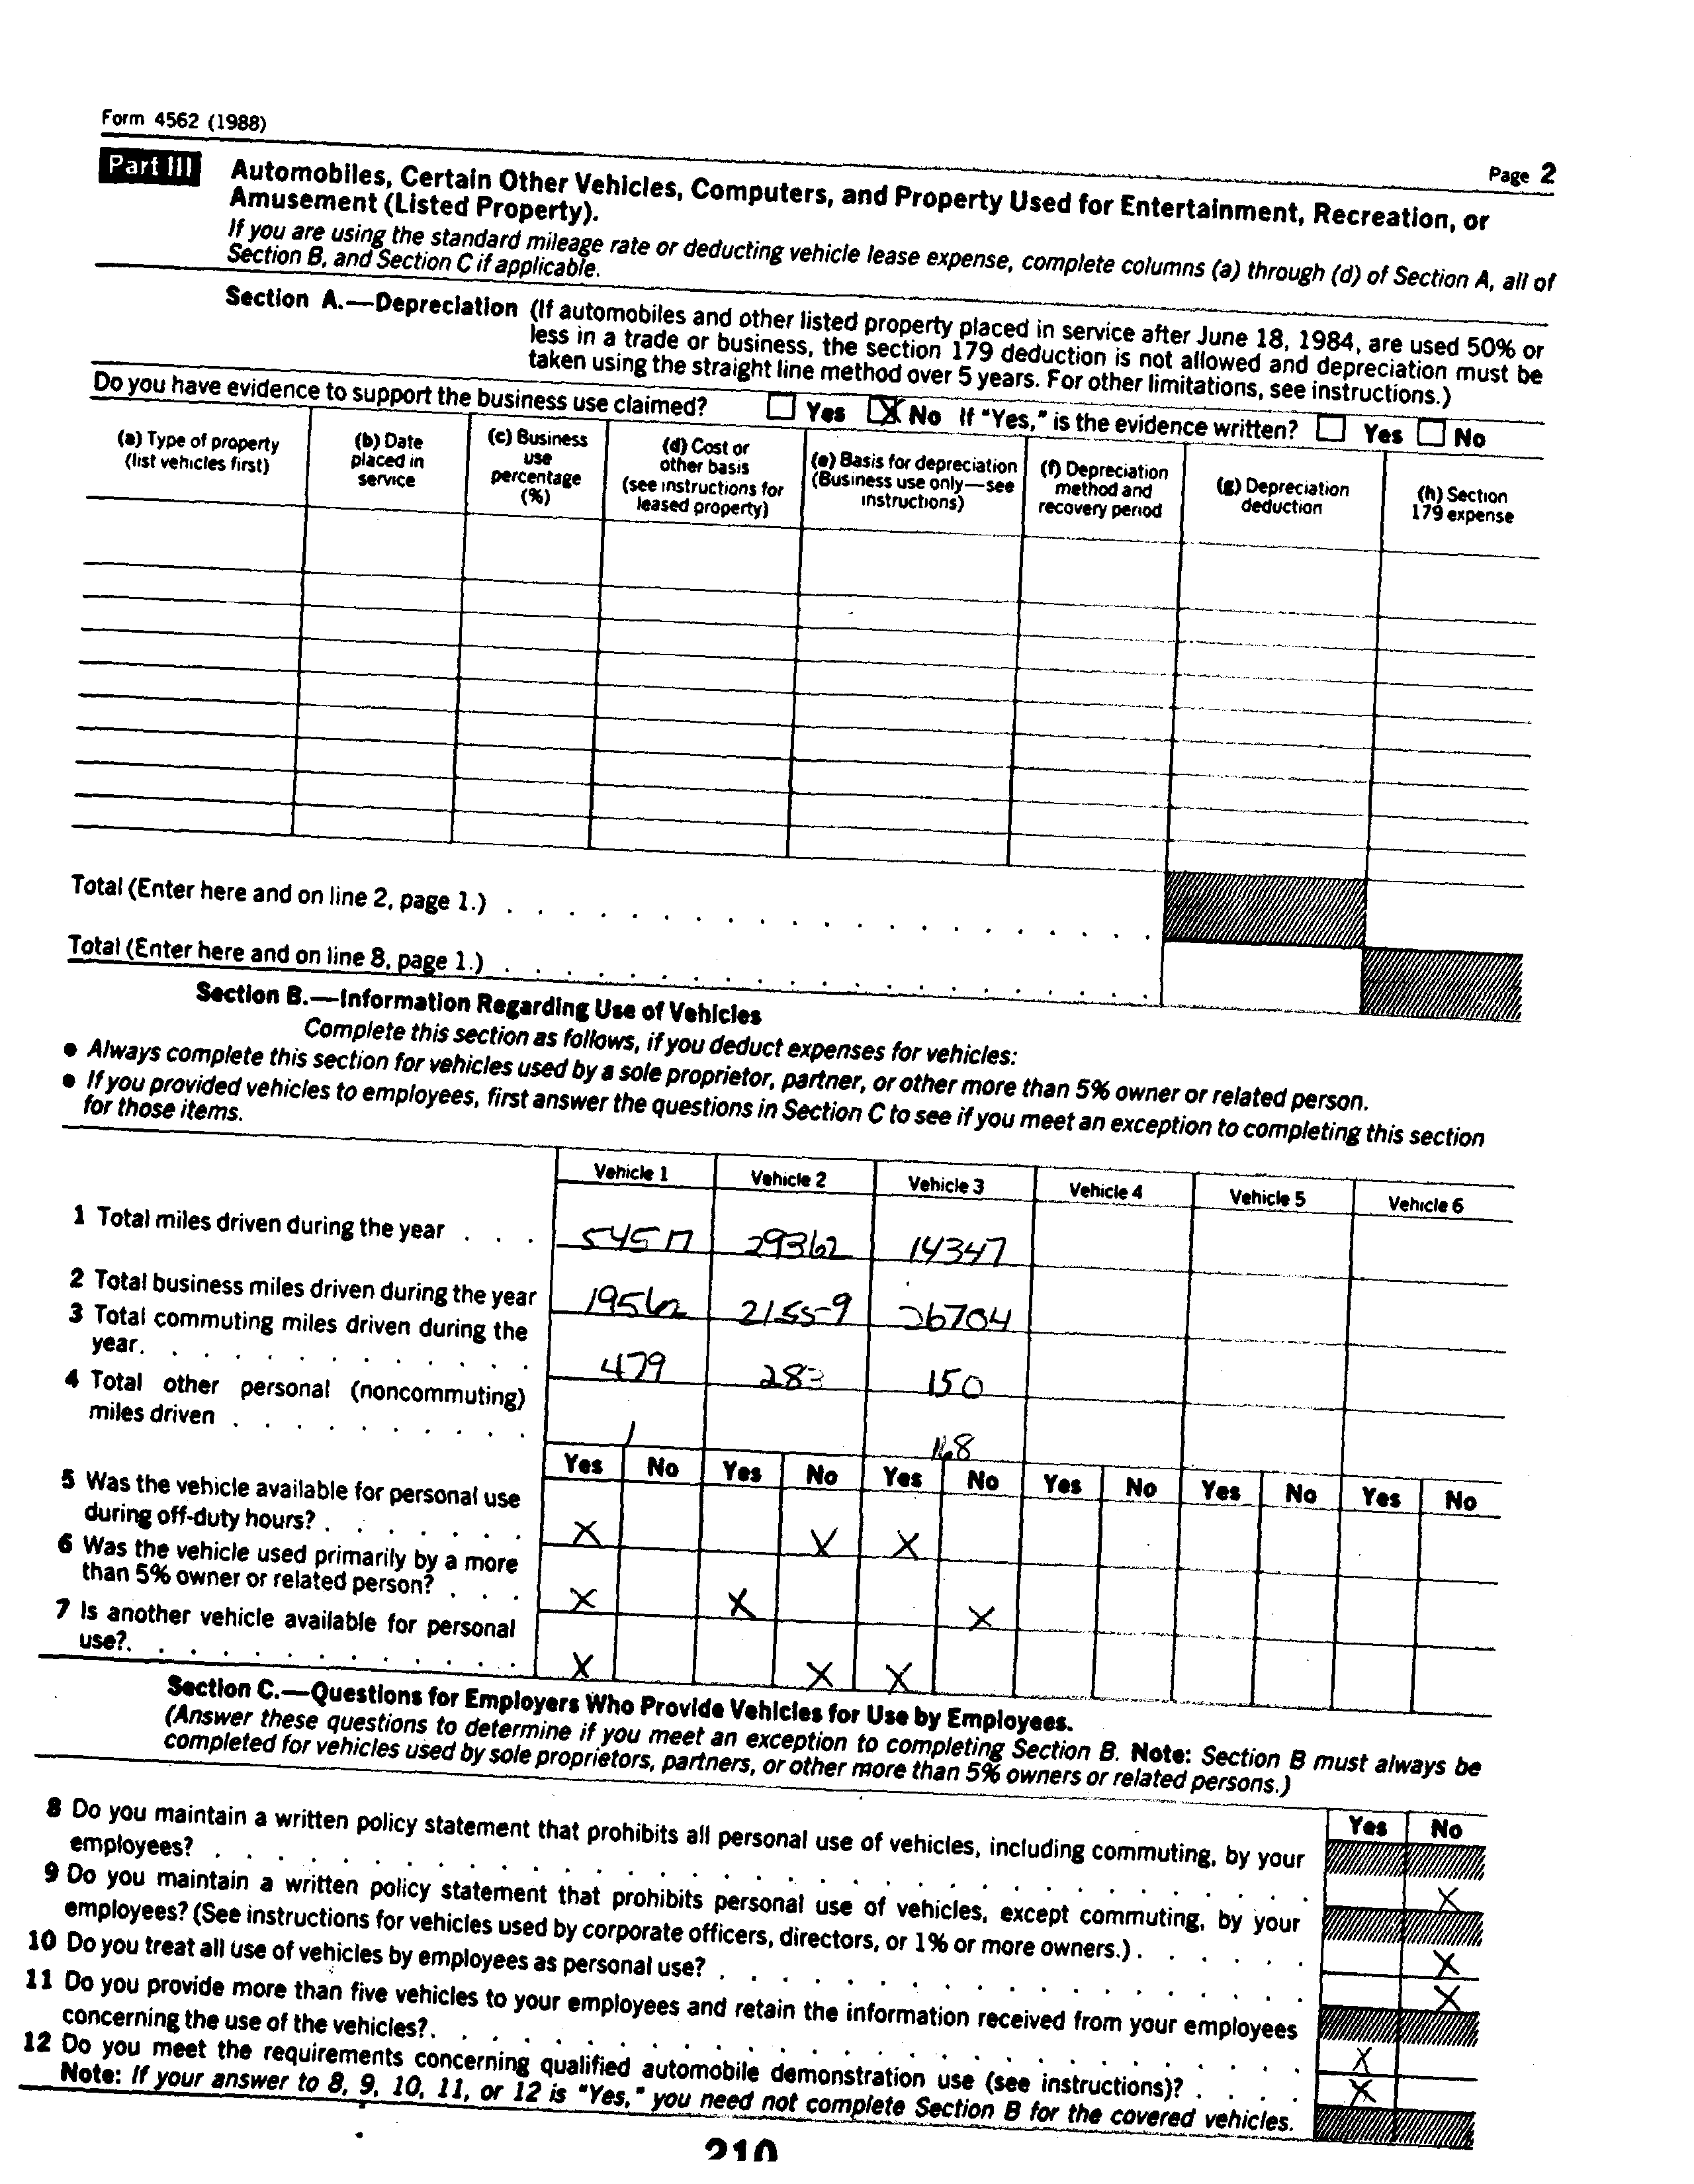 Form 4562 (1988)
Page 2
Part III Automobiles, Certain Other Vehicles, Computers, and Property Used for Entertainment, Recreation, or
Amusement (Listed Property).
If you are using the standard mileage rate or deducting vehicle lease expense, complete columns (a) through (d) of Section A, all of
Section B, and Section C if applicable.
Section A.—Depreciation (If automobiles and other listed property placed in service after June 18, 1984, are used 50% or
less in a trade or business, the section 179 deduction is not allowed and depreciation must be
taken using the straight line method over 5 years. For other limitations, see instructions.)
Do you have evidence to support the business use claimed? Yes X No If "Yes," is the evidence written? Yes No
(a) Type of property
(list vehicles first)
(b) Date
placed in
service
(c) Business
use
percentage
(%)
(d) Cost or
other basis
(see instructions for
leased property)
(e) Basis for depreciation
(Business use only—see
instructions)
(f) Depreciation
method and
recovery period
(g) Depreciation
deduction
(h) Section
179 expense
Total (Enter here and on line 2, page 1.)
Total (Enter here and on line 8, page 1.)
Section B.—Information Regarding Use of Vehicles
Complete this section as follows, if you deduct expenses for vehicles:
● Always complete this section for vehicles used by a sole proprietor, partner, or other more than 5% owner or related person.
● If you provided vehicles to employees, first answer the questions in Section C to see if you meet an exception to completing this section
for those items.
Vehicle 1 Vehicle 2 Vehicle 3 Vehicle 4 Vehicle 5 Vehicle 6
1 Total miles driven during the year . . . 54517 29362 14347
2 Total business miles driven during the year 19562 21559 26704
3 Total commuting miles driven during the
year. . . . . . . . . . . . . 479 283 150
4 Total other personal (noncommuting)
miles driven . . . . . . . . . . 1 168
Yes No Yes No Yes No Yes No Yes No Yes No
5 Was the vehicle available for personal use
during off-duty hours? . . . . . . . X X X
6 Was the vehicle used primarily by a more
than 5% owner or related person? . . . X X X
7 Is another vehicle available for personal
use?. . . . . . . . . . . . . X X X
Section C.—Questions for Employers Who Provide Vehicles for Use by Employees.
(Answer these questions to determine if you meet an exception to completing Section B. Note: Section B must always be
completed for vehicles used by sole proprietors, partners, or other more than 5% owners or related persons.)
Yes No
8 Do you maintain a written policy statement that prohibits all personal use of vehicles, including commuting, by your
employees? X
9 Do you maintain a written policy statement that prohibits personal use of vehicles, except commuting, by your
employees? (See instructions for vehicles used by corporate officers, directors, or 1% or more owners.) . . . . . . X
10 Do you treat all use of vehicles by employees as personal use? X
11 Do you provide more than five vehicles to your employees and retain the information received from your employees
concerning the use of the vehicles?. X
12 Do you meet the requirements concerning qualified automobile demonstration use (see instructions)? . . . . X
Note: If your answer to 8, 9, 10, 11, or 12 is "Yes," you need not complete Section B for the covered vehicles.
210